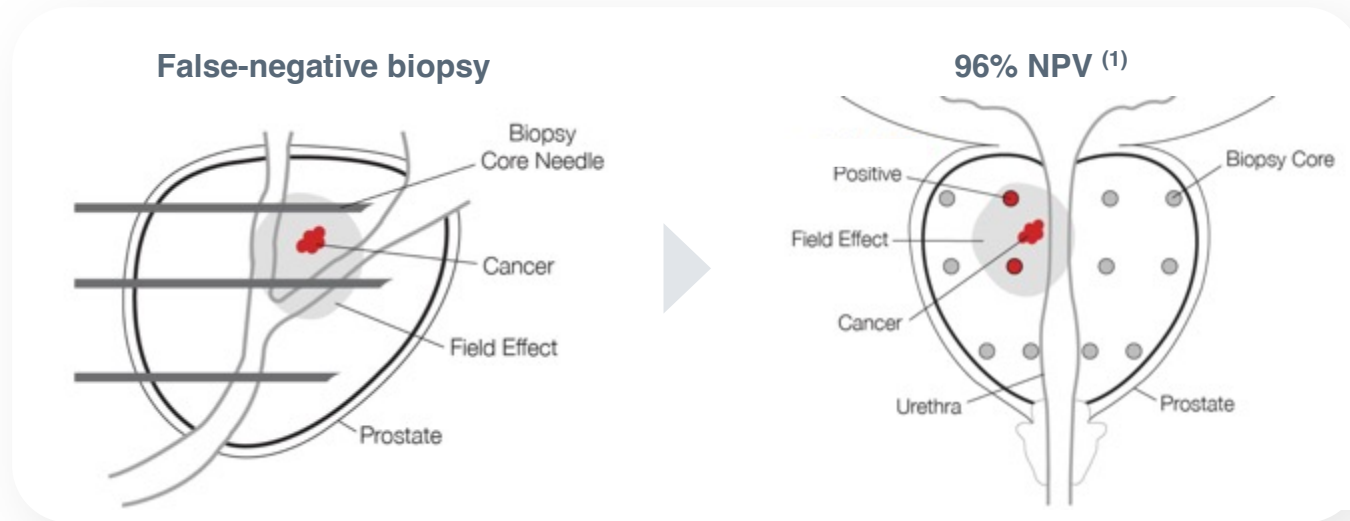 False-negative biopsy
Biopsy
Core Needle
Cancer
Field Effect
Prostate
96% NPV (1)
Positive
Biopsy Core
Field Effect
Cancer
Urethra
Prostate